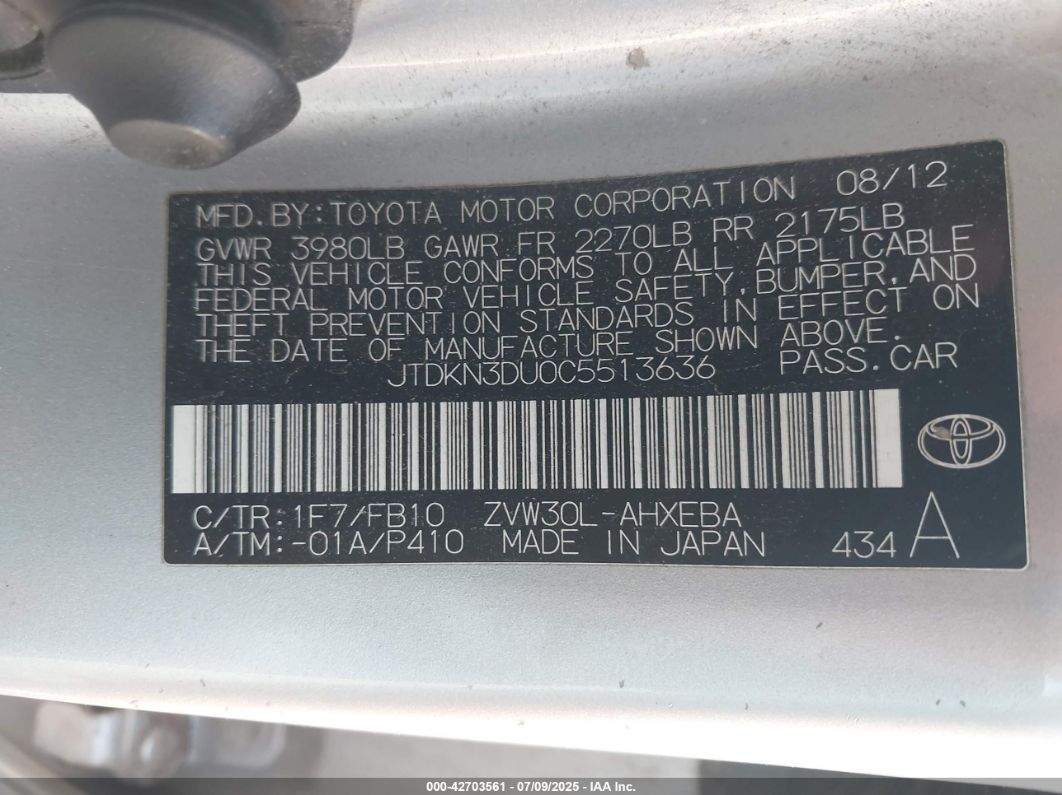 MFD. BY: TOYOTA MOTOR CORPORATION 08/12
GVWR 3980LB GAWR FR 2270LB RR 2175LB
THIS VEHICLE CONFORMS TO ALL APPLICABLE
FEDERAL MOTOR VEHICLE SAFETY, BUMPER, AND
THEFT PREVENTION STANDARDS IN EFFECT ON
THE DATE OF MANUFACTURE SHOWN ABOVE.
JTDKN3DU0C5513636 PASS. CAR
C/TR: 1F7/FB10 ZVW30L-AHXEBA
A/TM: -01A/P410 MADE IN JAPAN 434 A
000-42703561 - 07/09/2025 - IAA Inc.